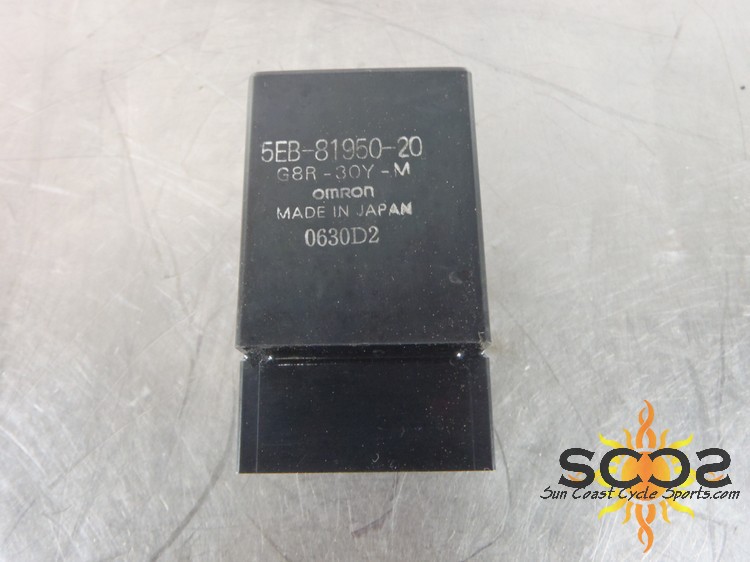 5EB-81950-20
G8R-30Y-M
omron
MADE IN JAPAN
0630D2
SCCS
Sun Coast Cycle Sports.com